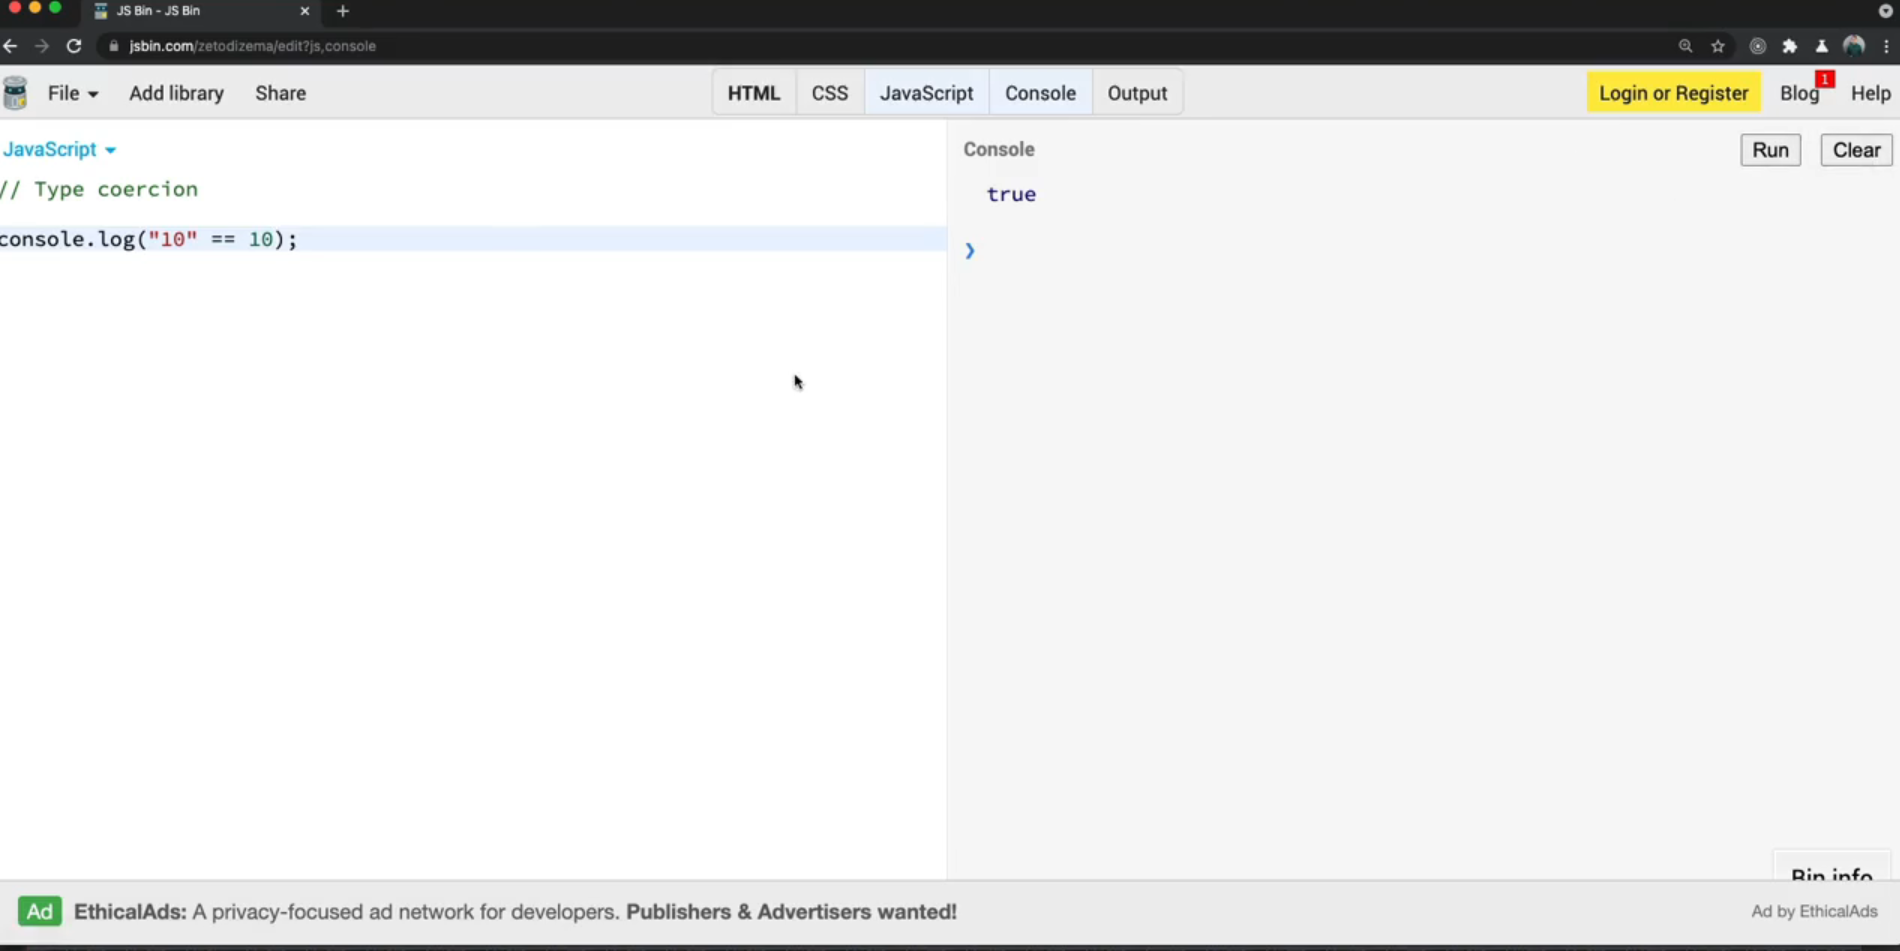 JS Bin - JS Bin
jsbin.com/zetodizema/edit?js,console
File Add library Share HTML CSS JavaScript Console Output Login or Register Blog 1 Help
JavaScript
// Type coercion
console.log("10" == 10);
Console Run Clear
true
Bin info
Ad EthicalAds: A privacy-focused ad network for developers. Publishers & Advertisers wanted! Ad by EthicalAds